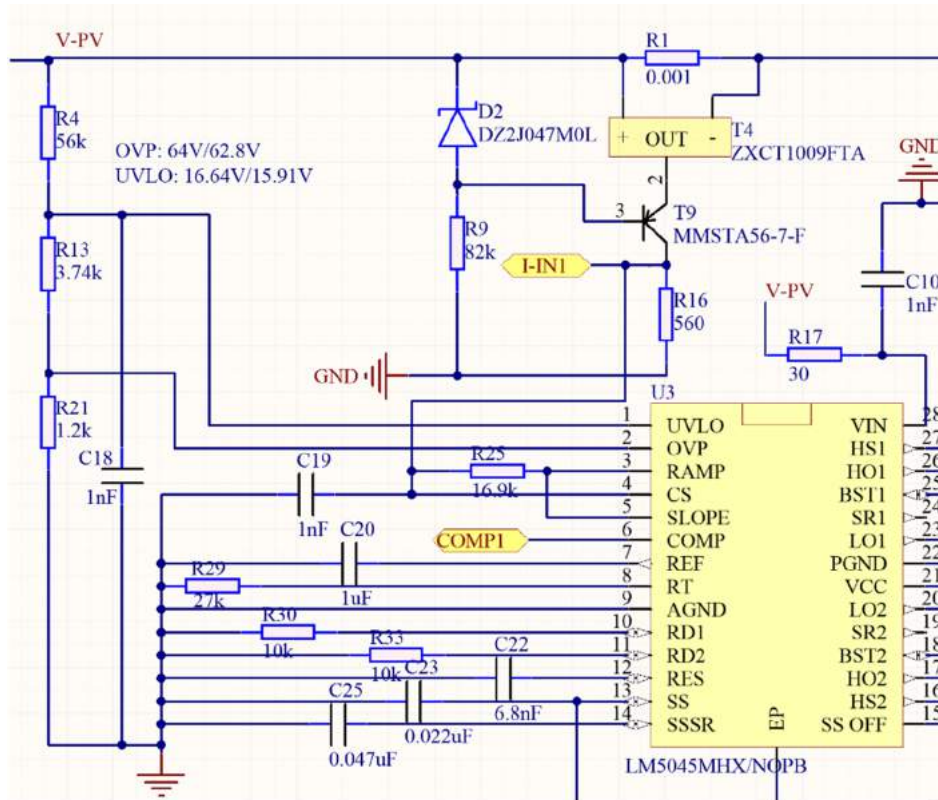 V-PV
R1
0.001
R4
56k
D2
DZ2J047M0L
+ OUT -
T4
ZXCT1009FTA
GND
OVP: 64V/62.8V
UVLO: 16.64V/15.91V
2
3
T9
MMSTA56-7-F
R13
3.74k
R9
82k
I-IN1
R16
560
V-PV
C10
1nF
R17
30
GND
U3
R21
1.2k
1 UVLO VIN 28
2 OVP HS1 27
C18
1nF
C19
1nF
R25
16.9k
3 RAMP HO1 26
4 CS BST1 25
5 SLOPE SR1 24
COMP1
6 COMP LO1 23
C20
1uF
7 REF PGND 22
R29
27k
8 RT VCC 21
9 AGND LO2 20
R30
10k
10 RD1 SR2 19
R33
10k
11 RD2 BST2 18
C22
6.8nF
12 RES HO2 17
C23
0.022uF
13 SS HS2 16
C25
0.047uF
14 SSSR SS OFF 15
EP
LM5045MHX/NOPB